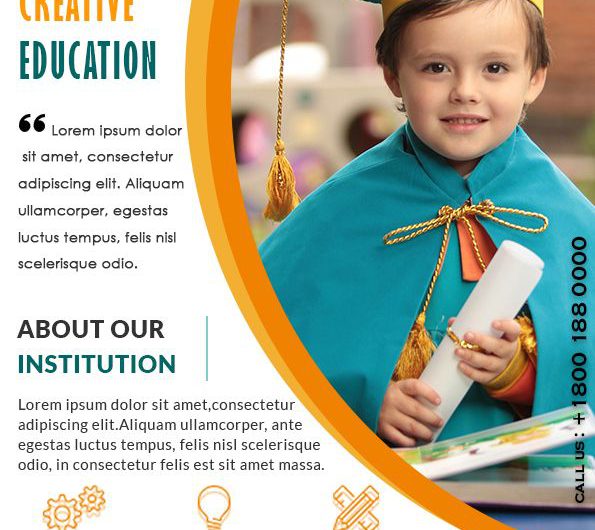 CREATIVE
EDUCATION
“ Lorem ipsum dolor
sit amet, consectetur
adipiscing elit. Aliquam
ullamcorper, egestas
luctus tempus, felis nisl
scelerisque odio.
ABOUT OUR
INSTITUTION
Lorem ipsum dolor sit amet,consectetur
adipiscing elit.Aliquam ullamcorper, ante
egestas luctus tempus, felis nisl scelerisque
odio, in consectetur felis est sit amet massa.
CALL US : +1800 188 0000